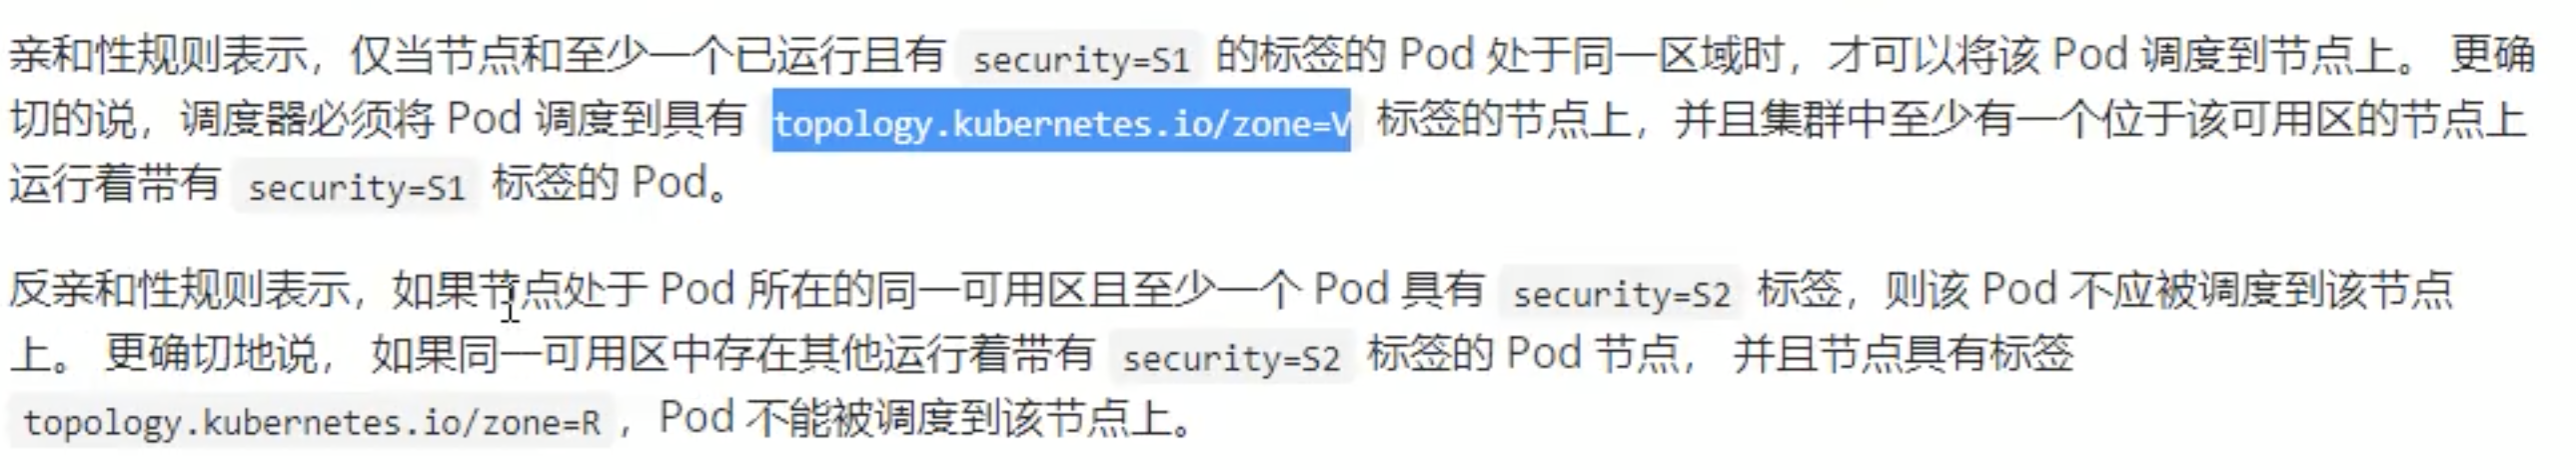 亲和性规则表示，仅当节点和至少一个已运行且有 security=S1 的标签的 Pod 处于同一区域时，才可以将该 Pod 调度到节点上。 更确
切的说，调度器必须将 Pod 调度到具有 topology.kubernetes.io/zone=V 标签的节点上，并且集群中至少有一个位于该可用区的节点上
运行着带有 security=S1 标签的 Pod。
反亲和性规则表示，如果节点处于 Pod 所在的同一可用区且至少一个 Pod 具有 security=S2 标签，则该 Pod 不应被调度到该节点
上。 更确切地说， 如果同一可用区中存在其他运行着带有 security=S2 标签的 Pod 节点， 并且节点具有标签
topology.kubernetes.io/zone=R ，Pod 不能被调度到该节点上。